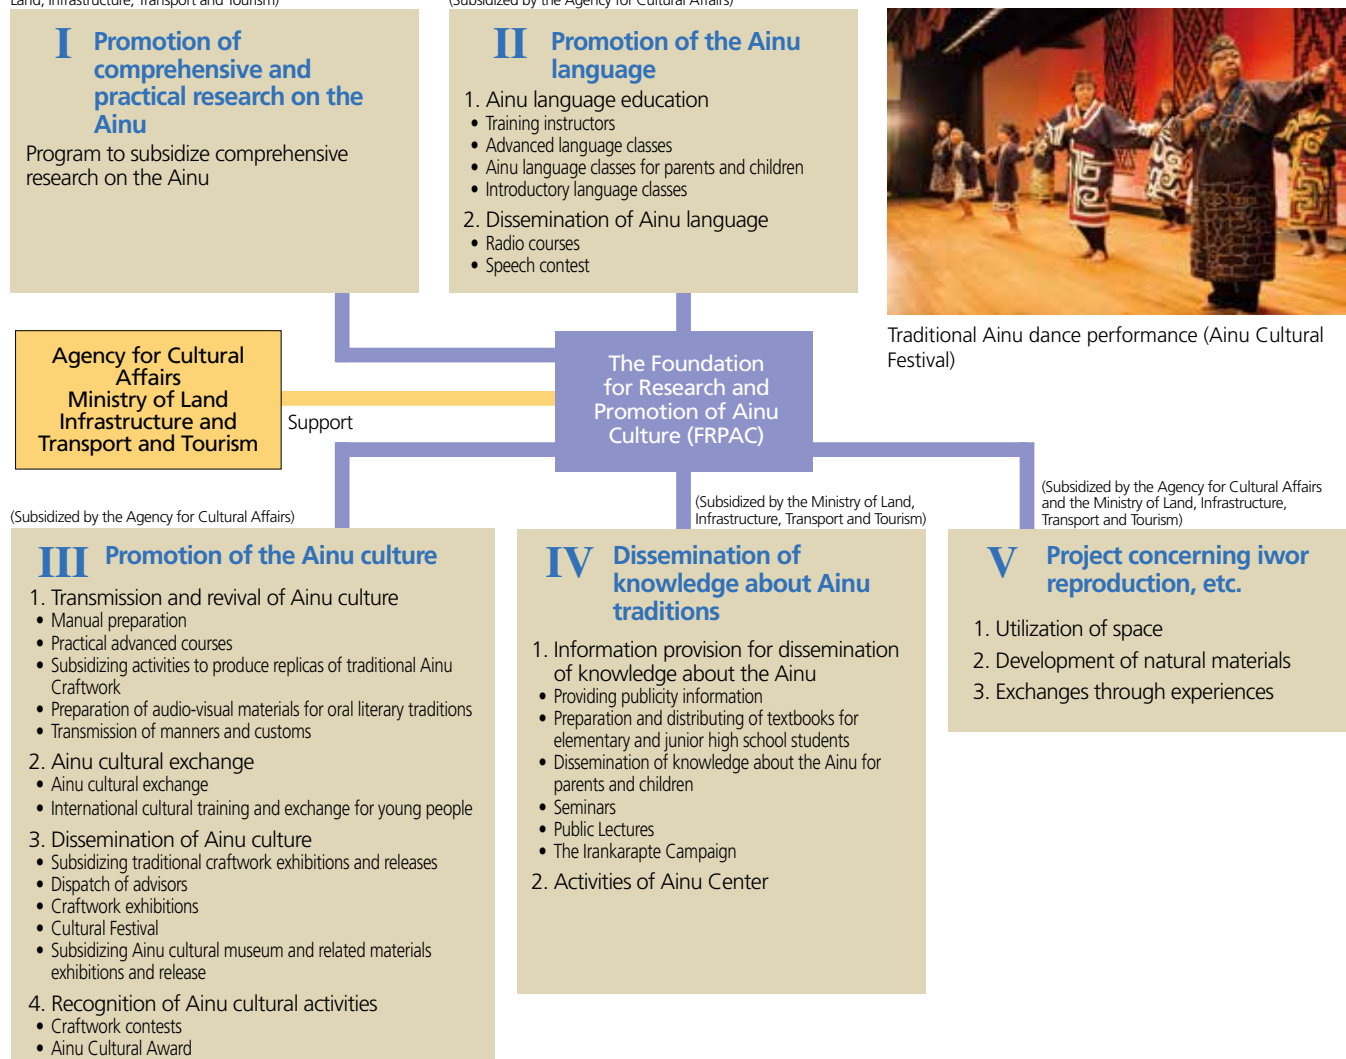 Land, Infrastructure, Transport and Tourism)
(Subsidized by the Agency for Cultural Affairs)
I Promotion of
comprehensive and
practical research on the
Ainu
Program to subsidize comprehensive
research on the Ainu
II Promotion of the Ainu
language
1. Ainu language education
• Training instructors
• Advanced language classes
• Ainu language classes for parents and children
• Introductory language classes
2. Dissemination of Ainu language
• Radio courses
• Speech contest
Traditional Ainu dance performance (Ainu Cultural
Festival)
Agency for Cultural
Affairs
Ministry of Land
Infrastructure and
Transport and Tourism
Support
The Foundation
for Research and
Promotion of Ainu
Culture (FRPAC)
(Subsidized by the Agency for Cultural Affairs)
III Promotion of the Ainu culture
1. Transmission and revival of Ainu culture
• Manual preparation
• Practical advanced courses
• Subsidizing activities to produce replicas of traditional Ainu
Craftwork
• Preparation of audio-visual materials for oral literary traditions
• Transmission of manners and customs
2. Ainu cultural exchange
• Ainu cultural exchange
• International cultural training and exchange for young people
3. Dissemination of Ainu culture
• Subsidizing traditional craftwork exhibitions and releases
• Dispatch of advisors
• Craftwork exhibitions
• Cultural Festival
• Subsidizing Ainu cultural museum and related materials
exhibitions and release
4. Recognition of Ainu cultural activities
• Craftwork contests
• Ainu Cultural Award
(Subsidized by the Ministry of Land,
Infrastructure, Transport and Tourism)
IV Dissemination of
knowledge about Ainu
traditions
1. Information provision for dissemination
of knowledge about the Ainu
• Providing publicity information
• Preparation and distributing of textbooks for
elementary and junior high school students
• Dissemination of knowledge about the Ainu for
parents and children
• Seminars
• Public Lectures
• The Irankarapte Campaign
2. Activities of Ainu Center
(Subsidized by the Agency for Cultural Affairs
and the Ministry of Land, Infrastructure,
Transport and Tourism)
V Project concerning iwor
reproduction, etc.
1. Utilization of space
2. Development of natural materials
3. Exchanges through experiences